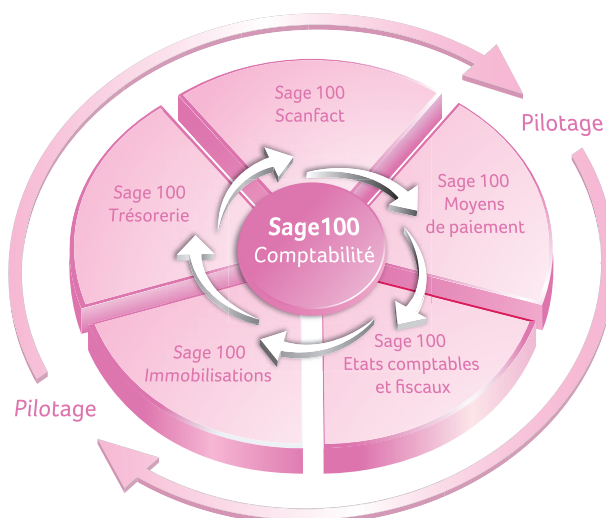 Sage 100
Scanfact
Pilotage
Sage 100
Moyens
de paiement
Sage 100
Trésorerie
Sage100
Comptabilité
Sage 100
Etats comptables
et fiscaux
Sage 100
Immobilisations
Pilotage